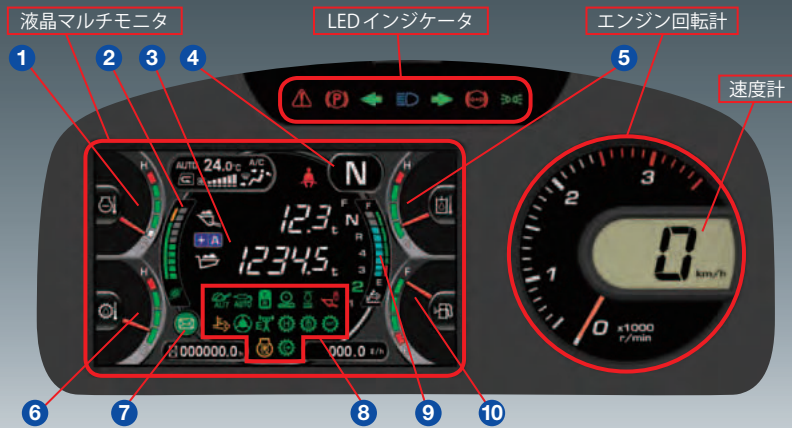 液晶マルチモニタ
LEDインジケータ
エンジン回転計
速度計
1
2
3
4
5
6
7
8
9
10
P
AUTO 24.0℃ A/C
N
H
H
H
F
12.3 t
+A
1234.5 t
F
N
R
4
3
2
1
F
E
000000.0 h
000.0 ℓ/h
0
1
2
3
x1000
r/min
0
km/h